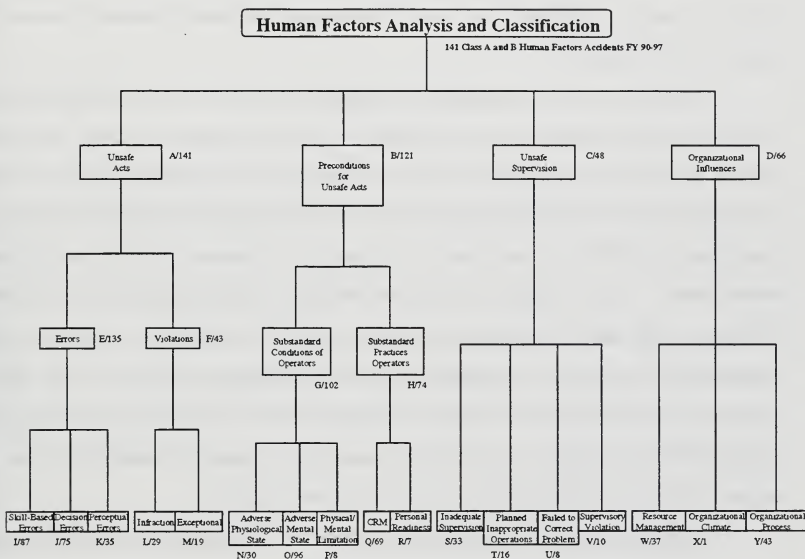 Human Factors Analysis and Classification
141 Class A and B Human Factors Accidents FY 90-97
Unsafe
Acts
A/141
Preconditions
for
Unsafe Acts
B/121
Unsafe
Supervision
C/48
Organizational
Influences
D/66
Errors
E/135
Violations
F/43
Substandard
Conditions of
Operators
G/102
Substandard
Practices
Operators
H/74
Skill-Based
Errors
I/87
Decision
Errors
J/75
Perceptual
Errors
K/35
Infraction
L/29
Exceptional
M/19
Adverse
Physiological
State
N/30
Adverse
Mental
State
O/96
Physical/
Mental
Limitation
P/8
CRM
Q/69
Personal
Readiness
R/7
Inadequate
Supervision
S/33
Planned
Inappropriate
Operations
T/16
Failed to
Correct
Problem
U/8
Supervisory
Violation
V/10
Resource
Management
W/37
Organizational
Climate
X/1
Organizational
Process
Y/43